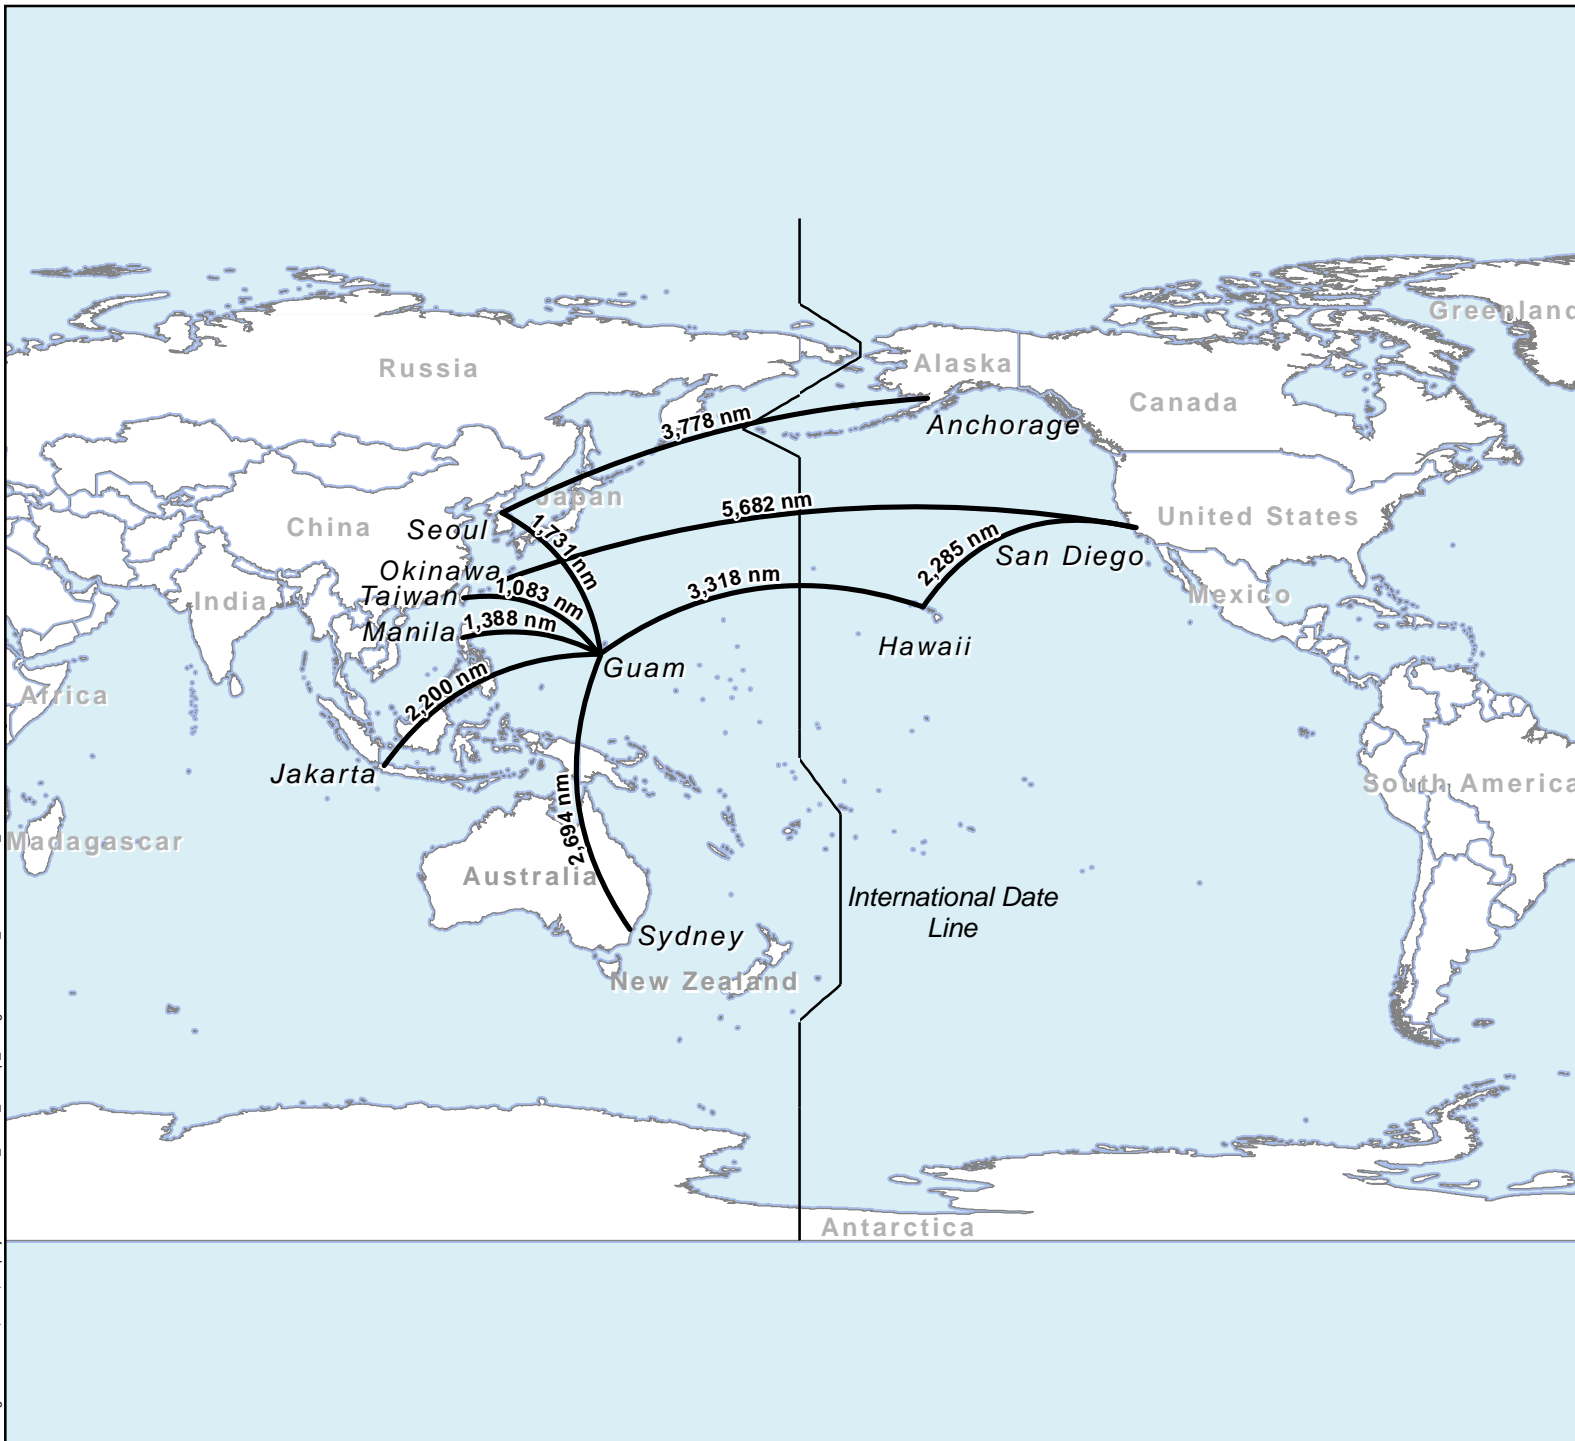 Greenland
Russia
Alaska
Canada
3,778 nm
Anchorage
Japan
5,682 nm
China
Seoul
1,731nm
United States
2,285 nm
San Diego
Okinawa
3,318 nm
India
Taiwan
1,083 nm
Mexico
Manila
1,388 nm
Hawaii
Guam
Africa
2,200 nm
Jakarta
South America
2,694 nm
Madagascar
Australia
International Date
Line
Sydney
New Zealand
Antarctica